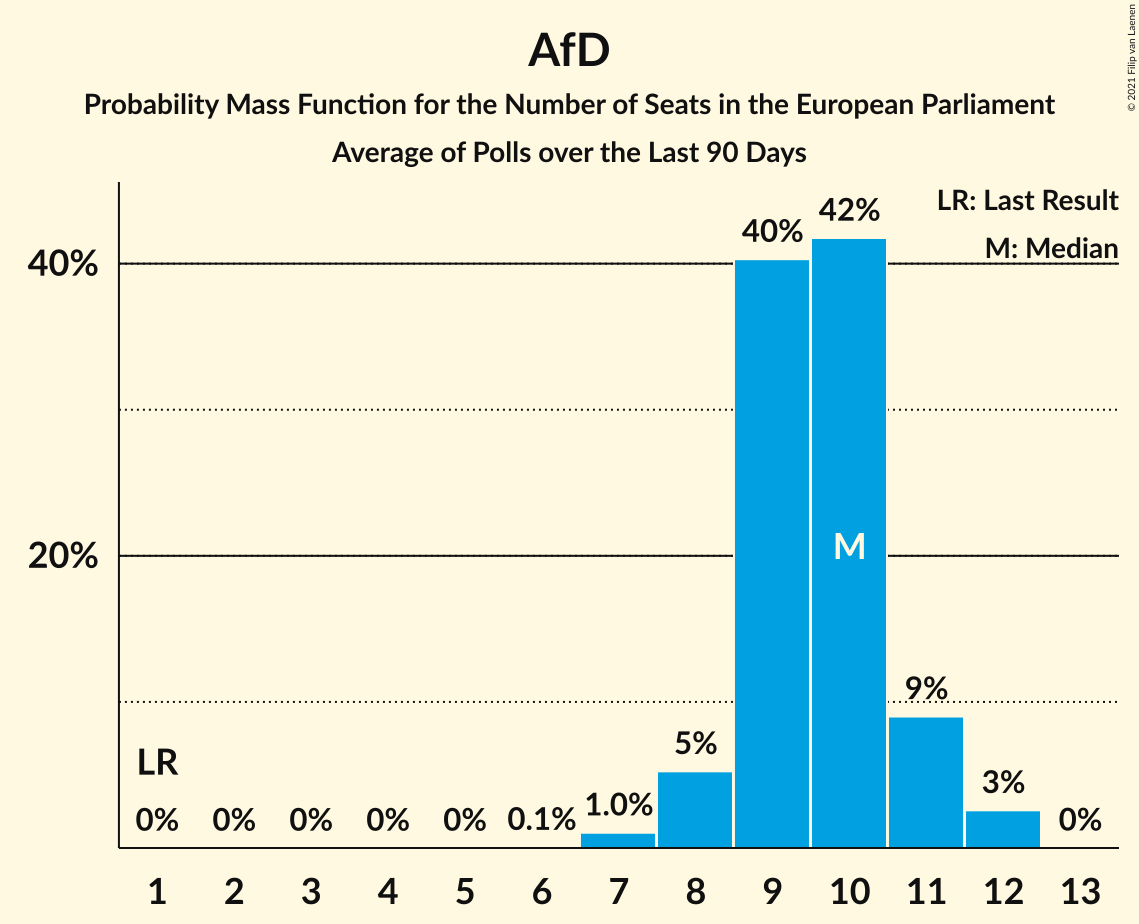 AfD
Probability Mass Function for the Number of Seats in the European Parliament
Average of Polls over the Last 90 Days
© 2021 Filip van Laenen
LR: Last Result
M: Median
40%
20%
LR
0%
0%
0%
0%
0%
0.1%
1.0%
5%
40%
42%
M
9%
3%
0%
1 2 3 4 5 6 7 8 9 10 11 12 13